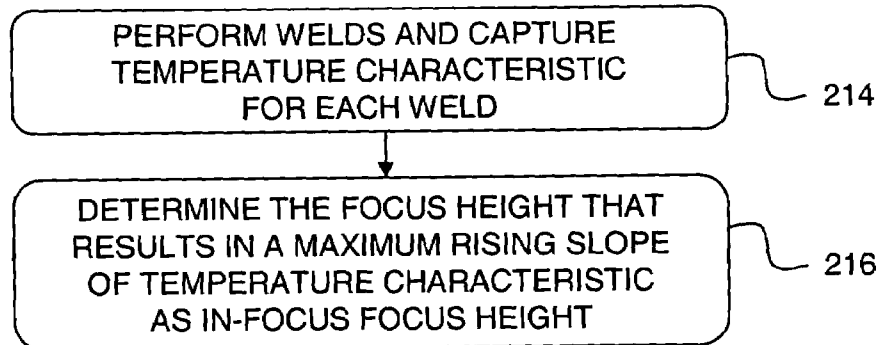 PERFORM WELDS AND CAPTURE
TEMPERATURE CHARACTERISTIC
FOR EACH WELD
214
DETERMINE THE FOCUS HEIGHT THAT
RESULTS IN A MAXIMUM RISING SLOPE
OF TEMPERATURE CHARACTERISTIC
AS IN-FOCUS FOCUS HEIGHT
216